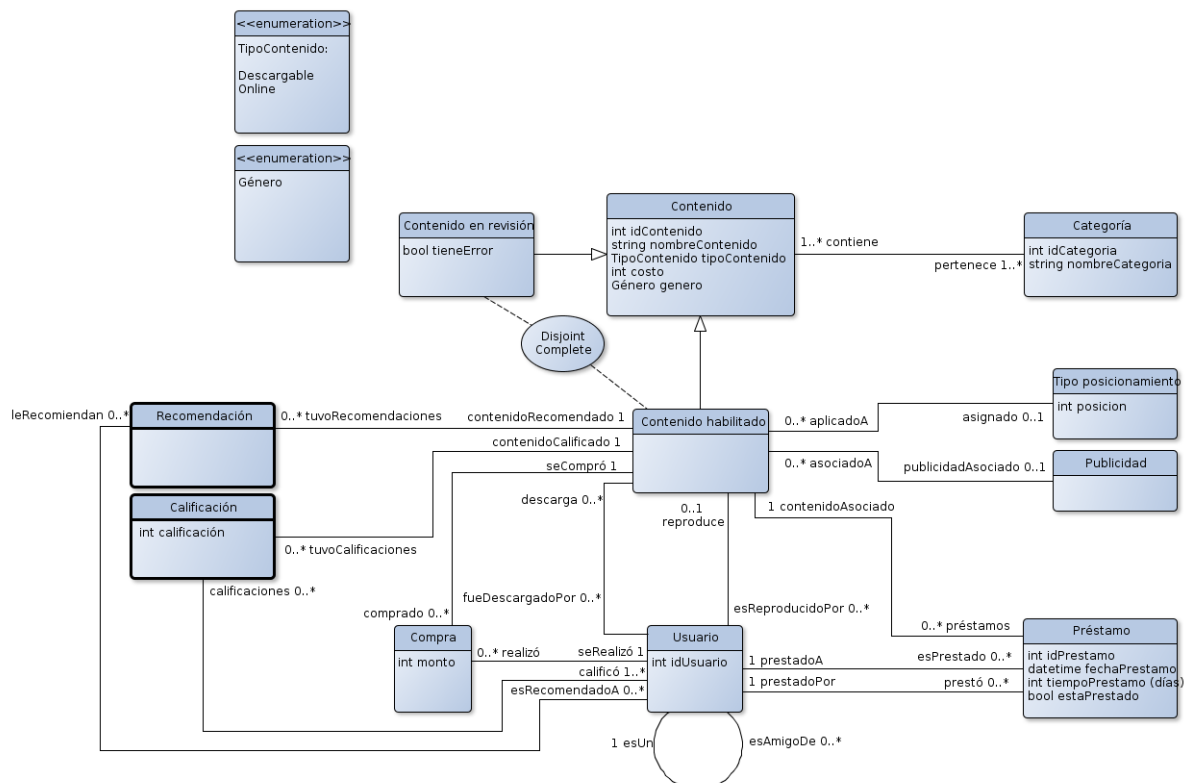 <<enumeration>>
TipoContenido:
Descargable
Online
<<enumeration>>
Género
Contenido en revisión
bool tieneError
Contenido
int idContenido
string nombreContenido
TipoContenido tipoContenido
int costo
Género genero
1..* contiene
pertenece 1..*
Categoría
int idCategoria
string nombreCategoria
Disjoint
Complete
leRecomiendan 0..*
Recomendación
0..* tuvoRecomendaciones
contenidoRecomendado 1
Contenido habilitado
0..* aplicadoA
asignado 0..1
Tipo posicionamiento
int posicion
contenidoCalificado 1
seCompró 1
0..* asociadoA
publicidadAsociado 0..1
Publicidad
Calificación
int calificación
0..* tuvoCalificaciones
descarga 0..*
0..1
reproduce
1 contenidoAsociado
calificaciones 0..*
fueDescargadoPor 0..*
esReproducidoPor 0..*
comprado 0..*
0..* préstamos
Compra
int monto
0..* realizó
seRealizó 1
calificó 1..*
esRecomendadoA 0..*
Usuario
int idUsuario
1 prestadoA
esPrestado 0..*
1 prestadoPor
prestó 0..*
Préstamo
int idPrestamo
datetime fechaPrestamo
int tiempoPrestamo (días)
bool estaPrestado
1 esUn
esAmigoDe 0..*